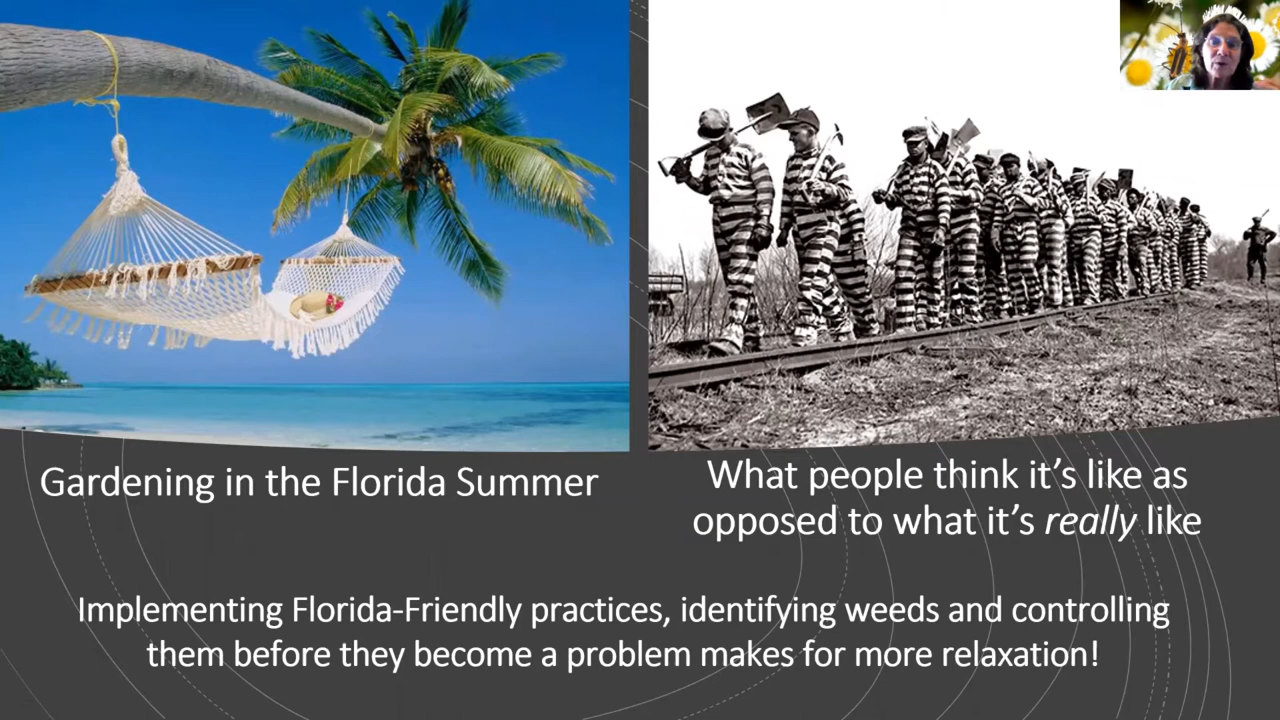 Gardening in the Florida Summer
What people think it's like as
opposed to what it's really like
Implementing Florida-Friendly practices, identifying weeds and controlling
them before they become a problem makes for more relaxation!